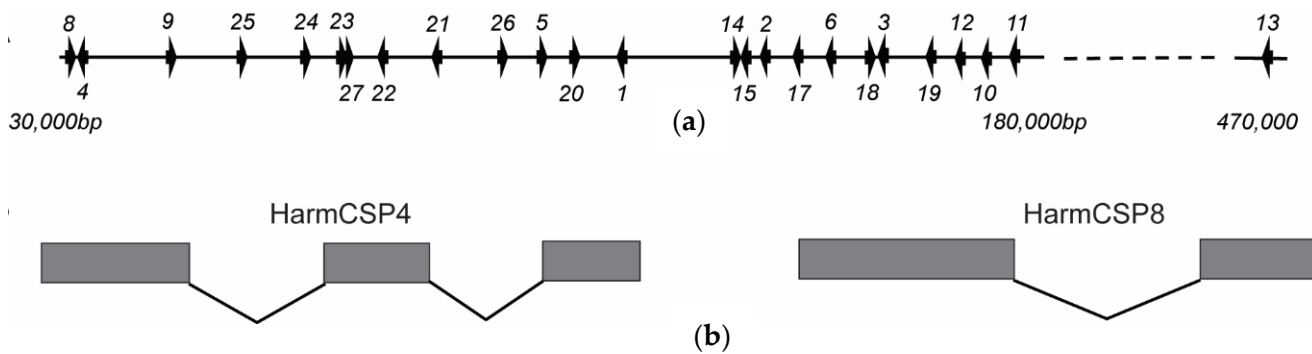 8 9 25 24 23 21 26 5 14 2 6 3 12 11 13
4 27 22 20 1 15 17 18 19 10
30,000bp (a) 180,000bp 470,000
HarmCSP4 HarmCSP8
(b)